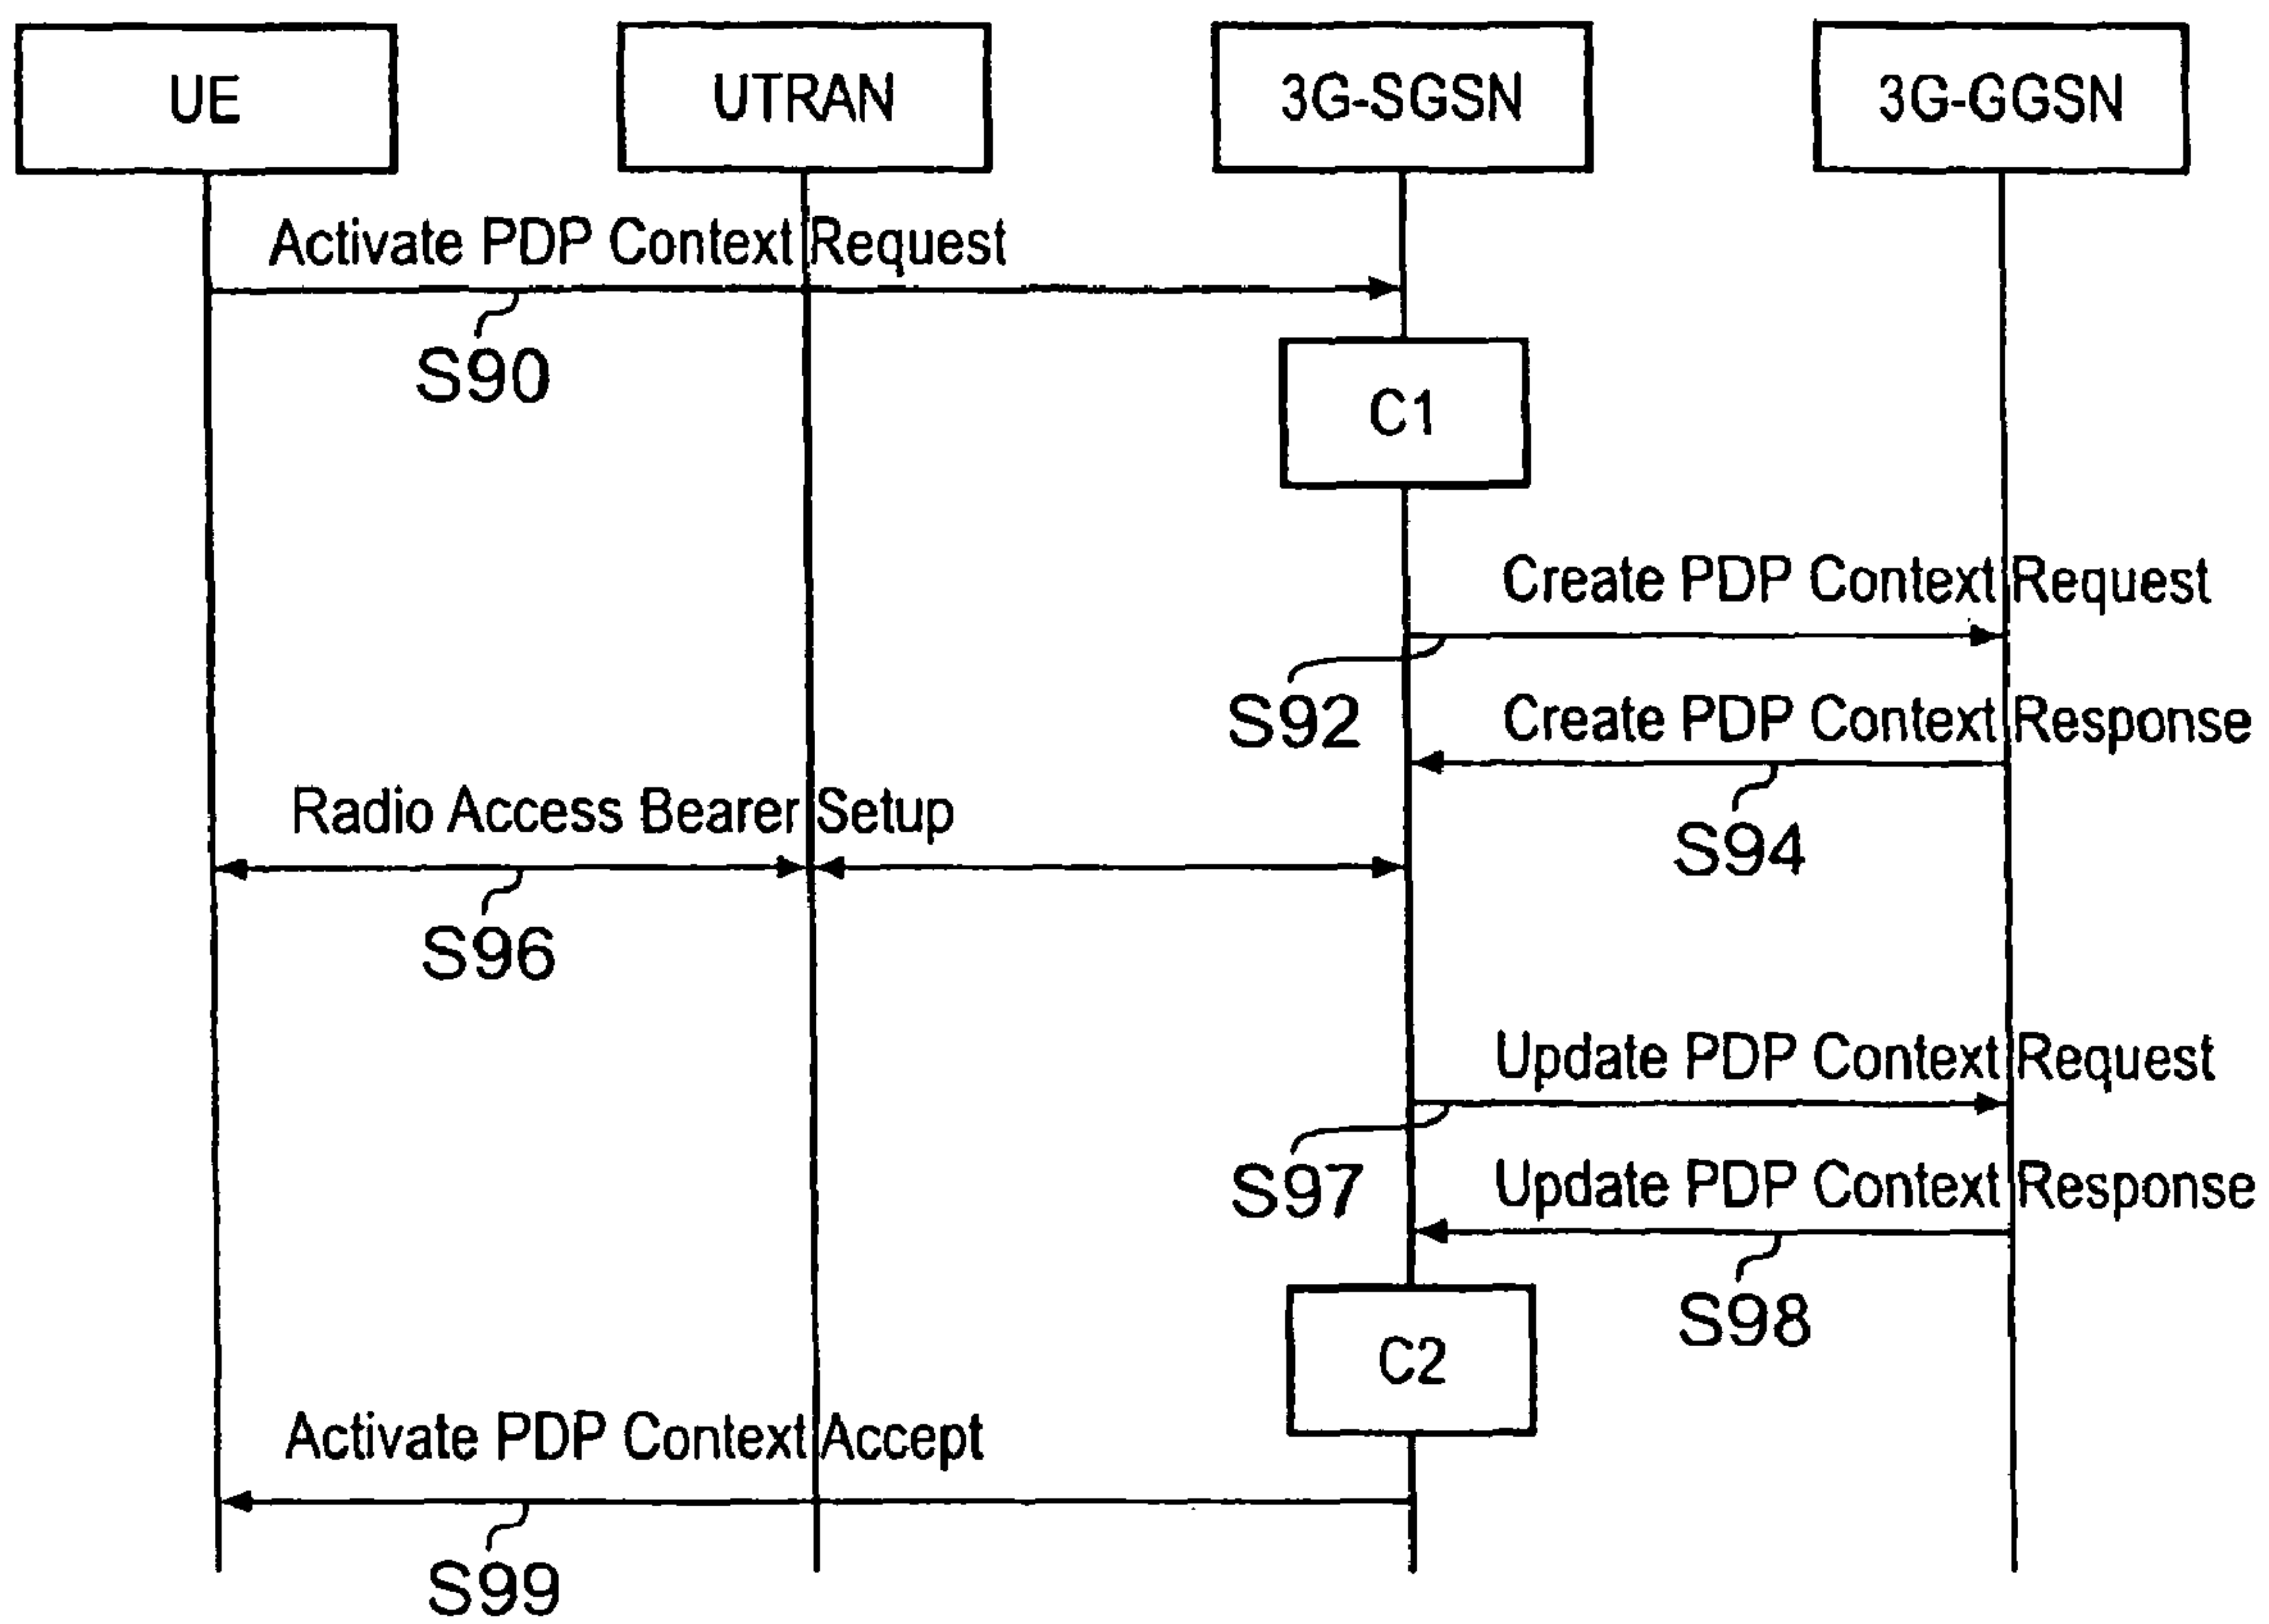 UE
UTRAN
3G-SGSN
3G-GGSN
Activate PDP Context Request
S90
C1
Create PDP Context Request
S92
Create PDP Context Response
S94
Radio Access Bearer Setup
S96
Update PDP Context Request
S97
Update PDP Context Response
S98
C2
Activate PDP Context Accept
S99